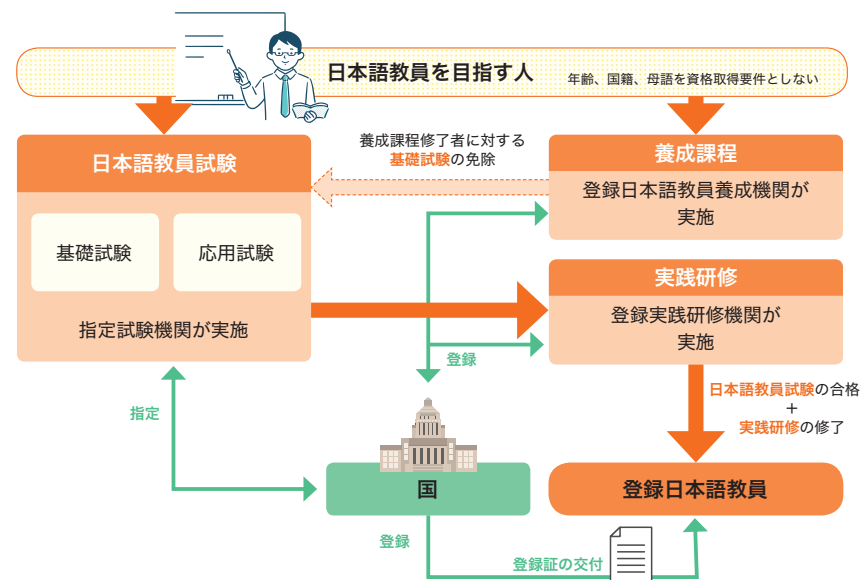 日本語教員を目指す人
年齢、国籍、母語を資格取得要件としない
日本語教員試験
基礎試験
応用試験
指定試験機関が実施
養成課程修了者に対する
基礎試験の免除
養成課程
登録日本語教員養成機関が
実施
実践研修
登録実践研修機関が
実施
登録
指定
日本語教員試験の合格
+
実践研修の修了
国
登録日本語教員
登録
登録証の交付